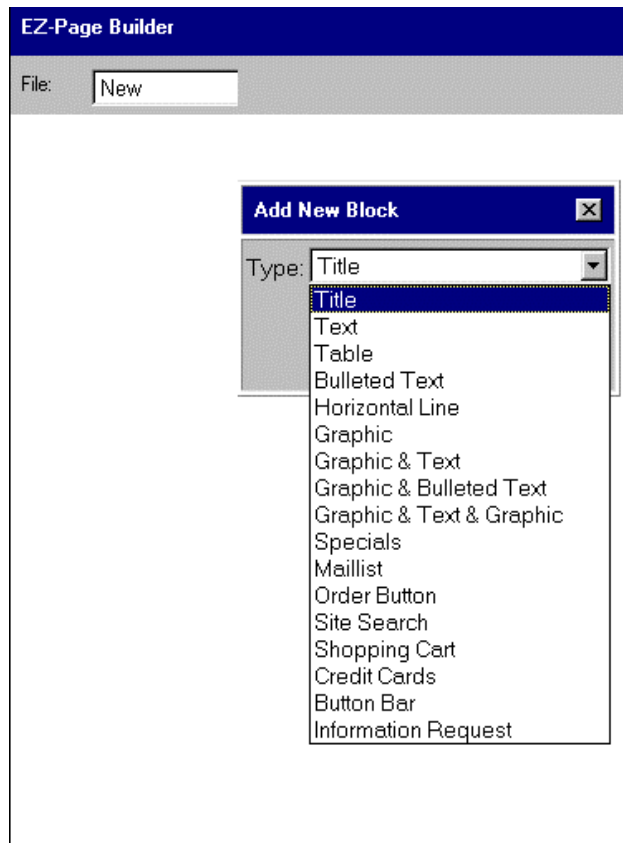 EZ-Page Builder
File: New
Add New Block
Type: Title
Title
Text
Table
Bulleted Text
Horizontal Line
Graphic
Graphic & Text
Graphic & Bulleted Text
Graphic & Text & Graphic
Specials
Maillist
Order Button
Site Search
Shopping Cart
Credit Cards
Button Bar
Information Request